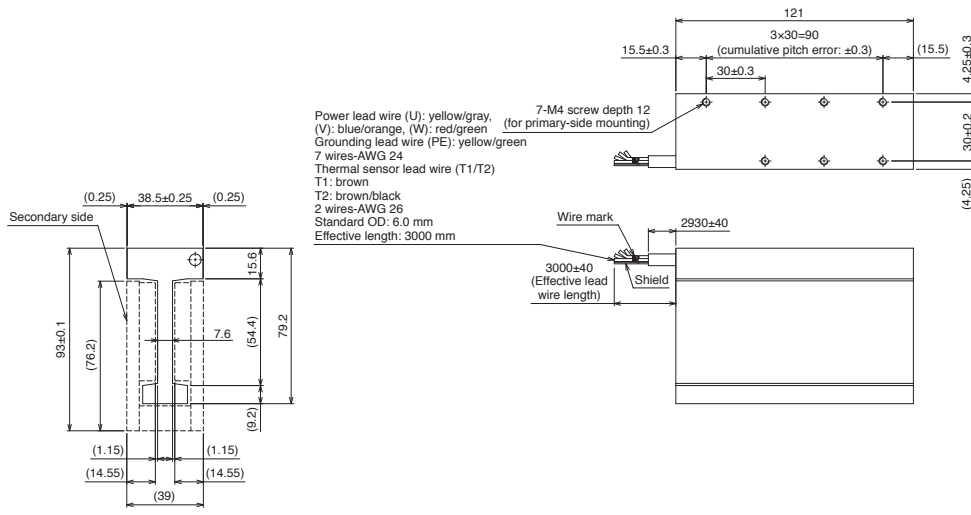 121
3×30=90
15.5±0.3
(cumulative pitch error: ±0.3)
(15.5)
4.25±0.3
30±0.3
7-M4 screw depth 12
(for primary-side mounting)
30±0.2
(4.25)
Power lead wire (U): yellow/gray,
(V): blue/orange, (W): red/green
Grounding lead wire (PE): yellow/green
7 wires-AWG 24
Thermal sensor lead wire (T1/T2)
T1: brown
T2: brown/black
2 wires-AWG 26
Standard OD: 6.0 mm
Effective length: 3000 mm
(0.25)
38.5±0.25
(0.25)
Secondary side
15.6
93±0.1
(76.2)
7.6
(54.4)
79.2
(9.2)
(1.15)
(1.15)
(14.55)
(14.55)
(39)
Wire mark
2930±40
3000±40
(Effective lead
wire length)
Shield